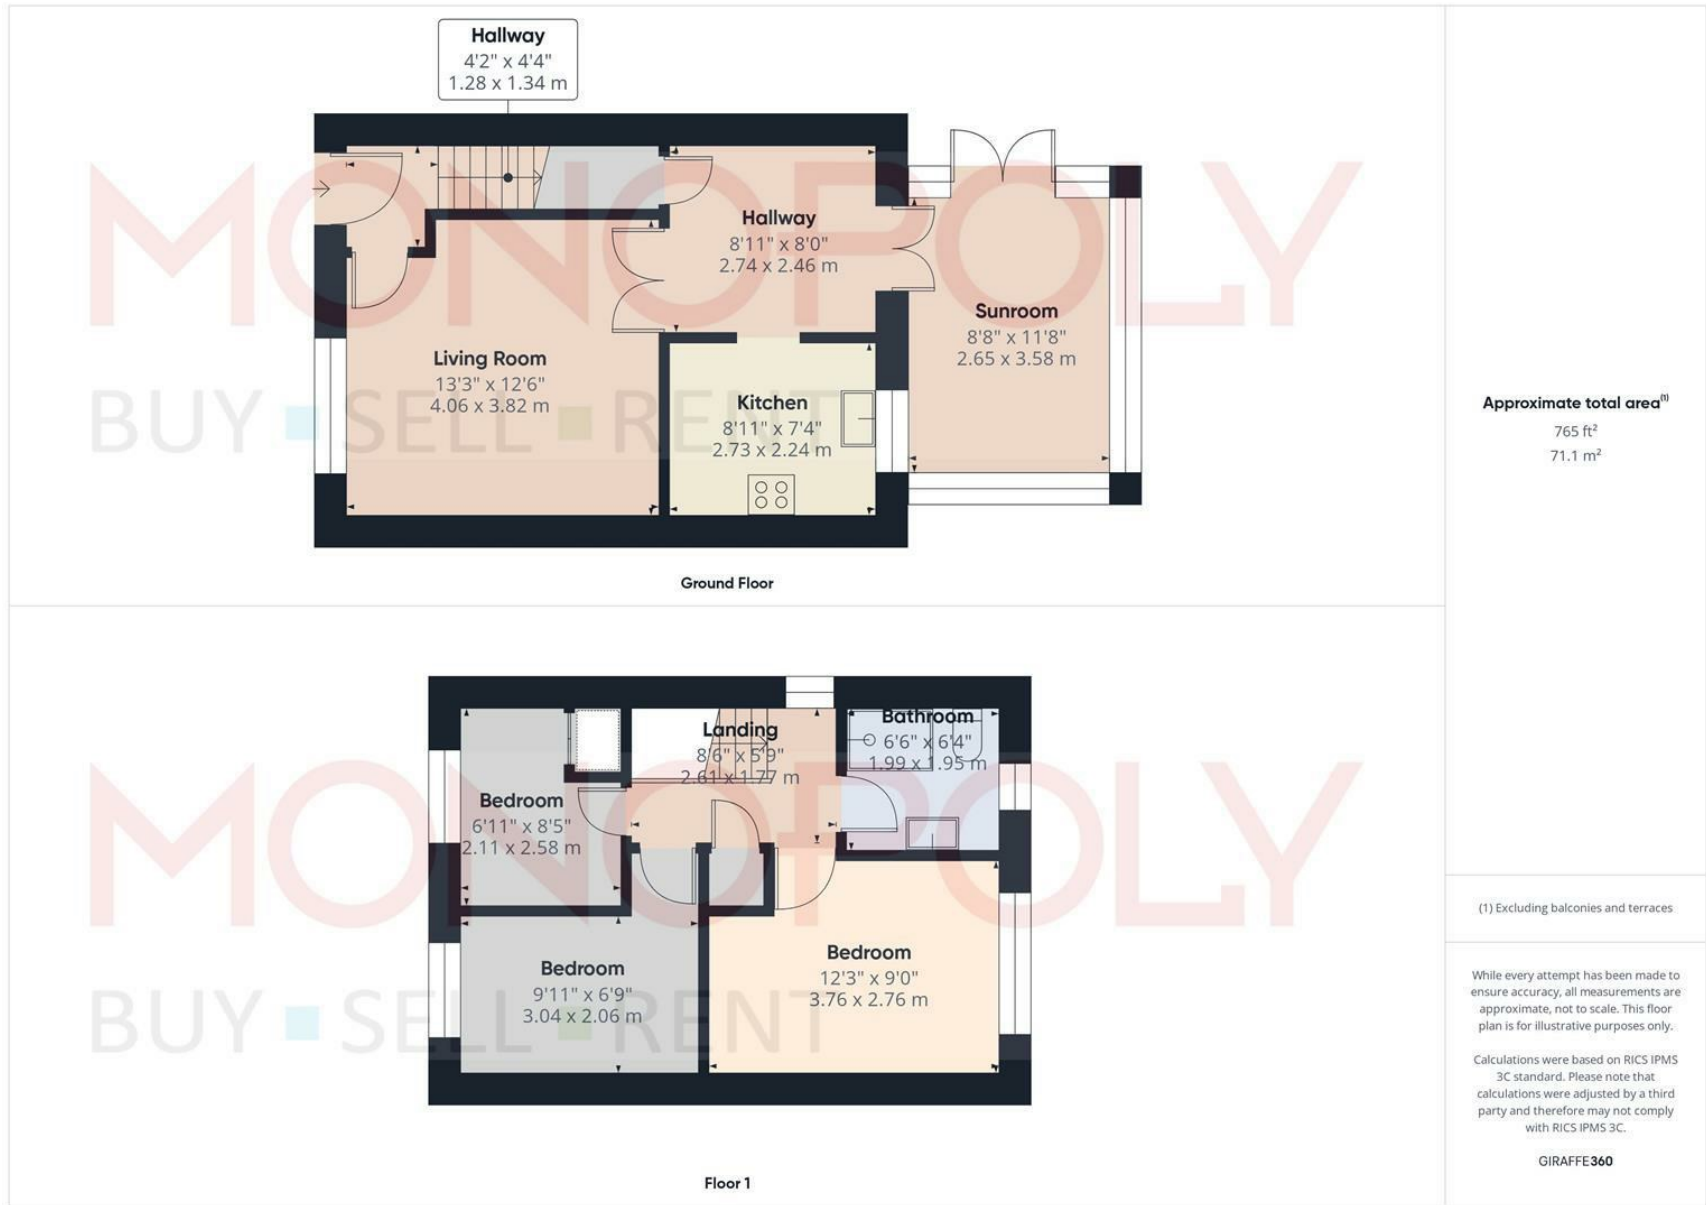 Hallway
4'2" x 4'4"
1.28 x 1.34 m
Hallway
8'11" x 8'0"
2.74 x 2.46 m
Sunroom
8'8" x 11'8"
2.65 x 3.58 m
Living Room
13'3" x 12'6"
4.06 x 3.82 m
Kitchen
8'11" x 7'4"
2.73 x 2.24 m
MONOPOLY
BUY SELL RENT
Ground Floor
Landing
8'6" x 5'9"
2.61 x 1.77 m
Bathroom
6'6" x 6'4"
1.99 x 1.95 m
Bedroom
6'11" x 8'5"
2.11 x 2.58 m
Bedroom
9'11" x 6'9"
3.04 x 2.06 m
Bedroom
12'3" x 9'0"
3.76 x 2.76 m
MONOPOLY
BUY SELL RENT
Floor 1
Approximate total area(1)
765 ft²
71.1 m²
(1) Excluding balconies and terraces
While every attempt has been made to
ensure accuracy, all measurements are
approximate, not to scale. This floor
plan is for illustrative purposes only.
Calculations were based on RICS IPMS
3C standard. Please note that
calculations were adjusted by a third
party and therefore may not comply
with RICS IPMS 3C.
GIRAFFE360